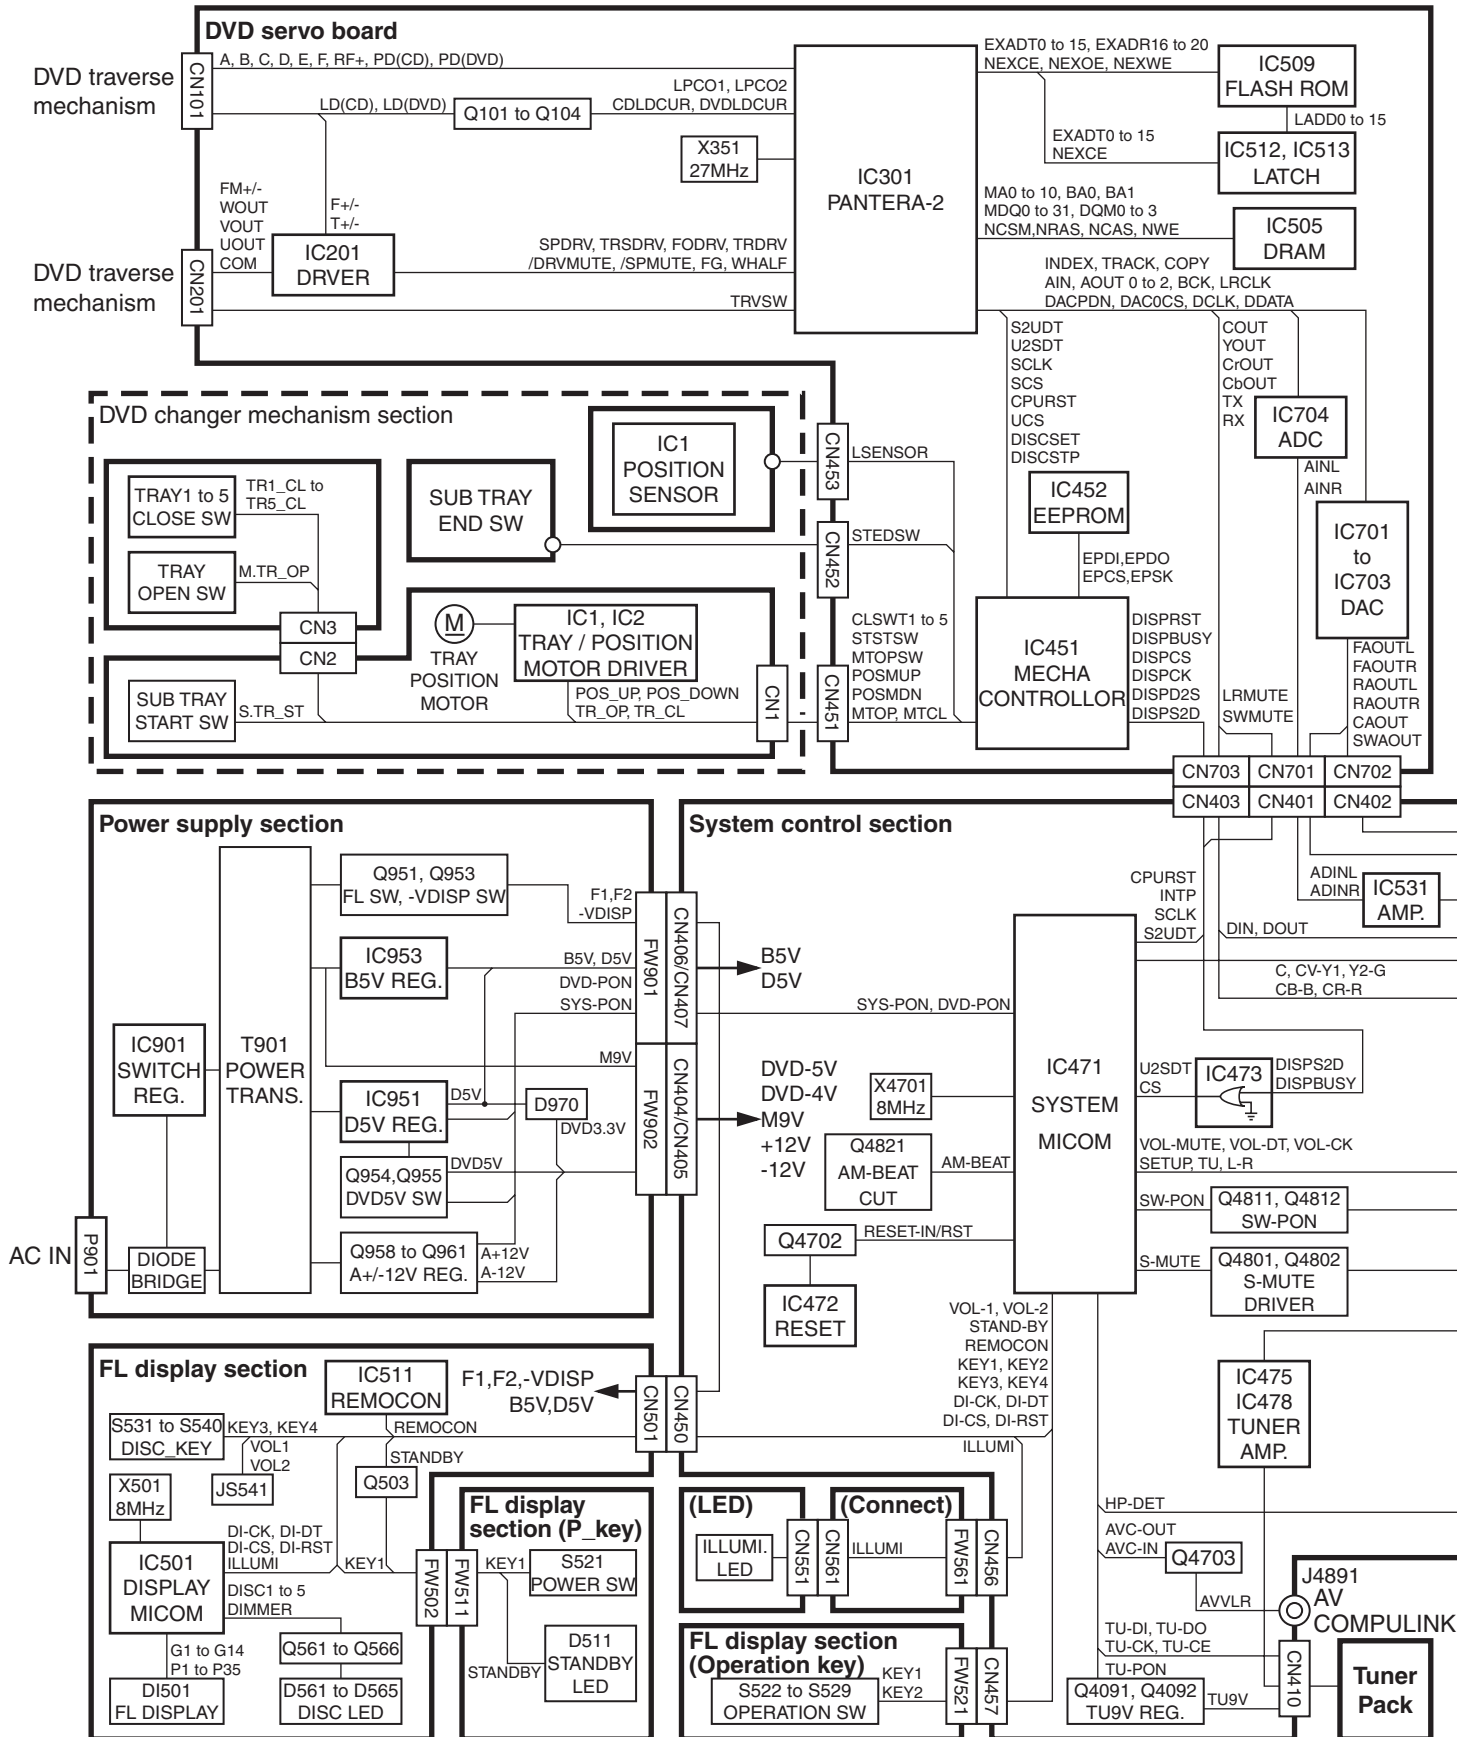 DVD servo board
DVD traverse
mechanism
CN101
A, B, C, D, E, F, RF+, PD(CD), PD(DVD)
LD(CD), LD(DVD)
Q101 to Q104
LPCO1, LPCO2
CDLDCUR, DVDLDCUR
X351
27MHz
IC301
PANTERA-2
EXADT0 to 15, EXADR16 to 20
NEXCE, NEXOE, NEXWE
IC509
FLASH ROM
LADD0 to 15
EXADT0 to 15
NEXCE
IC512, IC513
LATCH
MA0 to 10, BA0, BA1
MDQ0 to 31, DQM0 to 3
NCSM,NRAS, NCAS, NWE
IC505
DRAM
FM+/-
WOUT
VOUT
UOUT
COM
F+/-
T+/-
IC201
DRVER
DVD traverse
mechanism
CN201
SPDRV, TRSDRV, FODRV, TRDRV
/DRVMUTE, /SPMUTE, FG, WHALF
TRVSW
INDEX, TRACK, COPY
AIN, AOUT 0 to 2, BCK, LRCLK
DACPDN, DAC0CS, DCLK, DDATA
S2UDT
U2SDT
SCLK
SCS
CPURST
UCS
DISCSET
DISCSTP
COUT
YOUT
CrOUT
CbOUT
TX
RX
IC704
ADC
AINL
AINR
IC701
to
IC703
DAC
FAOUTL
FAOUTR
RAOUTL
RAOUTR
CAOUT
SWAOUT
DVD changer mechanism section
TRAY1 to 5
CLOSE SW
TR1_CL to
TR5_CL
TRAY
OPEN SW
M.TR_OP
CN3
CN2
SUB TRAY
END SW
IC1
POSITION
SENSOR
CN453
LSENSOR
CN452
STEDSW
IC452
EEPROM
EPDI,EPDO
EPCS,EPSK
M
TRAY
POSITION
MOTOR
IC1, IC2
TRAY / POSITION
MOTOR DRIVER
SUB TRAY
START SW
S.TR_ST
POS_UP, POS_DOWN
TR_OP, TR_CL
CN1
CN451
CLSWT1 to 5
STSTSW
MTOPSW
POSMUP
POSMDN
MTOP, MTCL
IC451
MECHA
CONTROLLOR
DISPRST
DISPBUSY
DISPCS
DISPCK
DISPD2S
DISPS2D
LRMUTE
SWMUTE
CN703
CN701
CN702
CN403
CN401
CN402
Power supply section
Q951, Q953
FL SW, -VDISP SW
F1,F2
-VDISP
IC953
B5V REG.
B5V, D5V
DVD-PON
SYS-PON
FW901
CN406/CN407
IC901
SWITCH
REG.
T901
POWER
TRANS.
M9V
IC951
D5V REG.
D5V
D970
DVD3.3V
Q954,Q955
DVD5V SW
DVD5V
FW902
CN404/CN405
AC IN
P901
DIODE
BRIDGE
Q958 to Q961
A+/-12V REG.
A+12V
A-12V
System control section
B5V
D5V
SYS-PON, DVD-PON
DVD-5V
DVD-4V
M9V
+12V
-12V
X4701
8MHz
Q4821
AM-BEAT
CUT
AM-BEAT
Q4702
RESET-IN/RST
IC472
RESET
IC471
SYSTEM
MICOM
CPURST
INTP
SCLK
S2UDT
ADINL
ADINR
IC531
AMP.
DIN, DOUT
C, CV-Y1, Y2-G
CB-B, CR-R
U2SDT
CS
IC473
DISPS2D
DISPBUSY
VOL-MUTE, VOL-DT, VOL-CK
SETUP, TU, L-R
SW-PON
Q4811, Q4812
SW-PON
S-MUTE
Q4801, Q4802
S-MUTE
DRIVER
VOL-1, VOL-2
STAND-BY
REMOCON
KEY1, KEY2
KEY3, KEY4
DI-CK, DI-DT
DI-CS, DI-RST
ILLUMI
IC475
IC478
TUNER
AMP.
FL display section
IC511
REMOCON
F1,F2,-VDISP
B5V,D5V
CN501
CN450
S531 to S540
DISC_KEY
KEY3, KEY4
VOL1
VOL2
REMOCON
STANDBY
X501
8MHz
JS541
Q503
DI-CK, DI-DT
DI-CS, DI-RST
ILLUMI
KEY1
IC501
DISPLAY
MICOM
DISC1 to 5
DIMMER
G1 to G14
P1 to P35
DI501
FL DISPLAY
Q561 to Q566
D561 to D565
DISC LED
FW502
FW511
FL display
section (P_key)
KEY1
S521
POWER SW
STANDBY
D511
STANDBY
LED
(LED)
ILLUMI.
LED
CN551
(Connect)
CN561
ILLUMI
FW561
CN456
FL display section
(Operation key)
S522 to S529
OPERATION SW
KEY1
KEY2
FW521
CN457
HP-DET
AVC-OUT
AVC-IN
Q4703
AVVLR
J4891
AV
COMPULINK
TU-DI, TU-DO
TU-CK, TU-CE
TU-PON
Q4091, Q4092
TU9V REG.
TU9V
CN410
Tuner
Pack